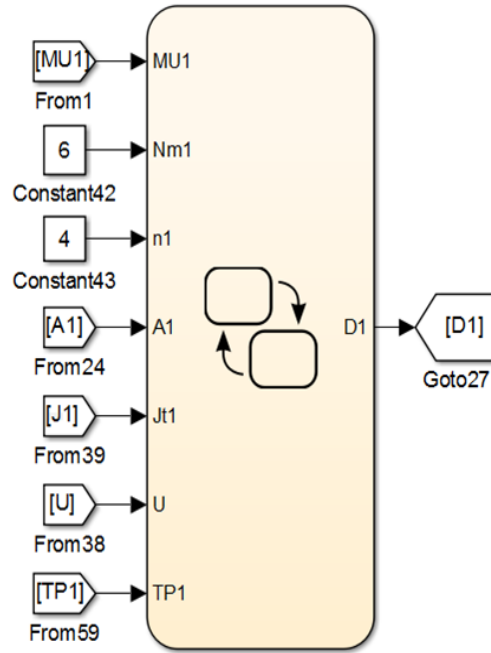 [MU1]
MU1
From1
6
Nm1
Constant42
4
n1
Constant43
[A1]
A1
D1
[D1]
From24
Goto27
[J1]
Jt1
From39
[U]
U
From38
[TP1]
TP1
From59